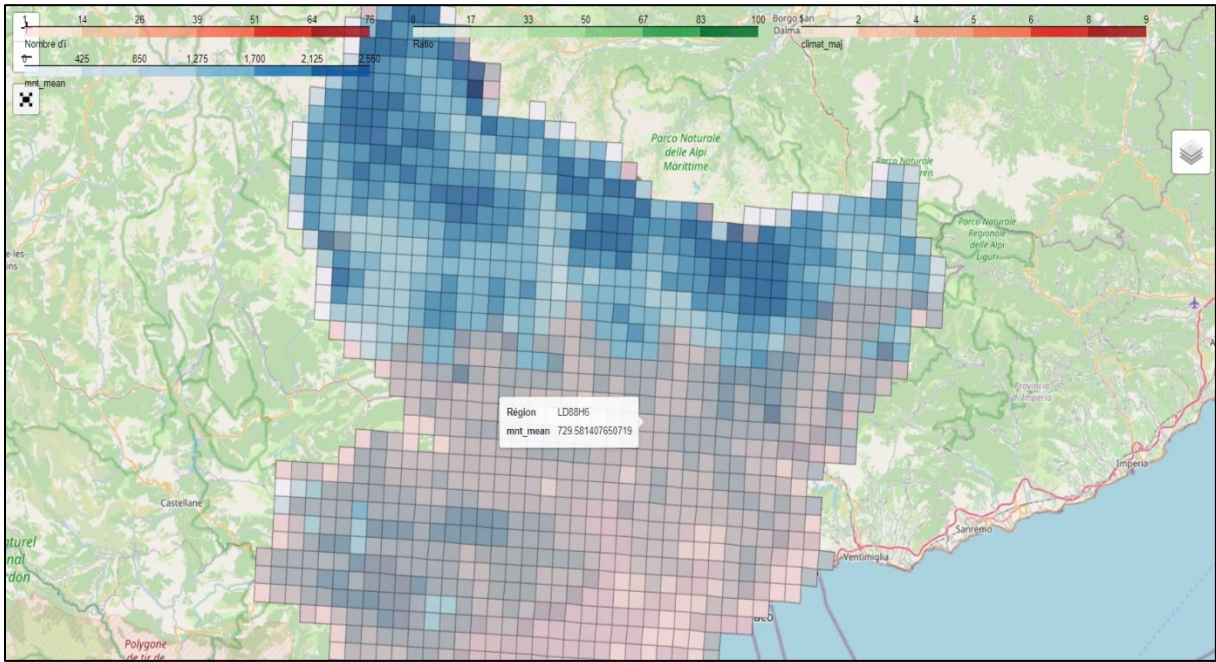 1 14 26 39 51 64 76
0 17 33 50 67 83 100
Borgo San
Dalma
2 4 5 6 8 9
Nombre d'i
Ratio
climat_maj
0 425 850 1,275 1,700 2,125 2,550
mnt_mean
Parco Naturale
delle Alpi
Marittime
Parco Naturale
Parco Naturale
Regionale
delle Alpi
Liguri
Région LD88H6
mnt_mean 729.581407650719
Provincia
di Imperia
Imperia
Castellane
Sanremo
Ventimiglia
Polygone
de tir de